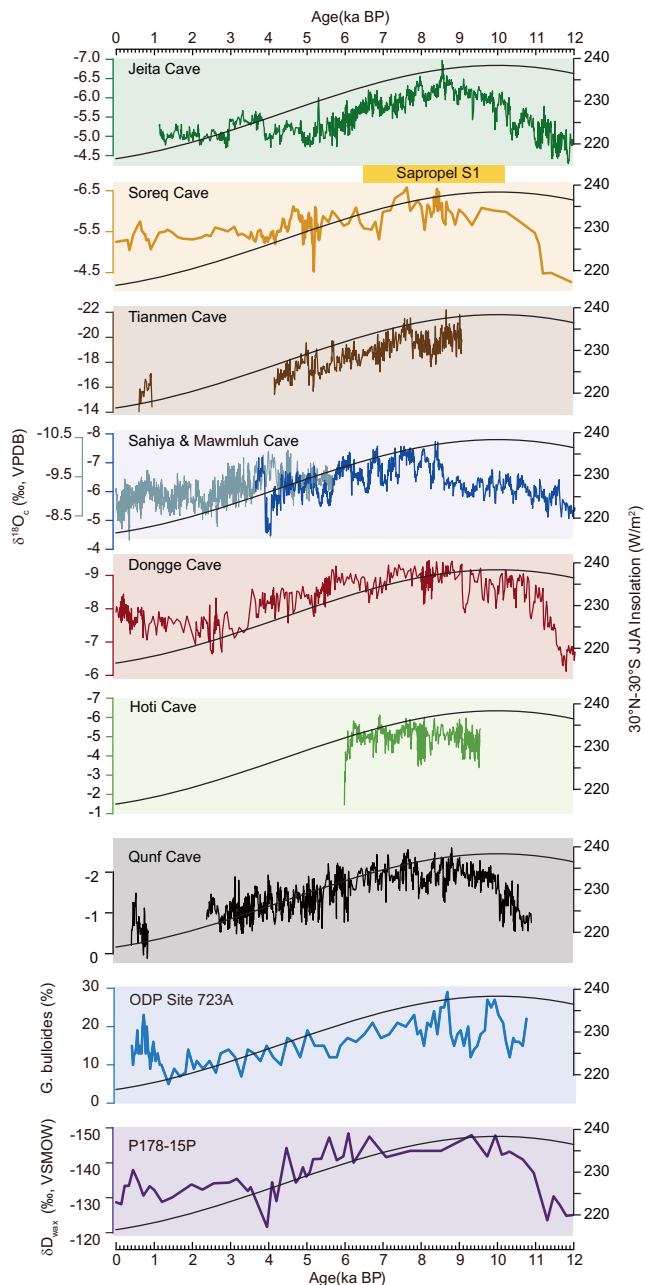 Age(ka BP)
0 1 2 3 4 5 6 7 8 9 10 11 12
-7.0 -6.5 -6.0 -5.5 -5.0 -4.5
Jeita Cave
240 230 220
Sapropel S1
-6.5 -5.5 -4.5
Soreq Cave
240 230 220
-22 -20 -18 -16 -14
Tianmen Cave
240 230 220
-10.5 -9.5 -8.5
-8 -7 -6 -5 -4
Sahiya & Mawmluh Cave
240 230 220
δ¹⁸O_c (‰, VPDB)
-9 -8 -7 -6
Dongge Cave
240 230 220
30°N-30°S JJA Insolation (W/m²)
-7 -6 -5 -4 -3 -2 -1
Hoti Cave
240 230 220
-2 -1 0
Qunf Cave
240 230 220
G. bulloides (%)
30 20 10 0
ODP Site 723A
240 230 220
δD_wax (‰, VSMOW)
-150 -140 -130 -120
P178-15P
240 230 220
0 1 2 3 4 5 6 7 8 9 10 11 12
Age(ka BP)